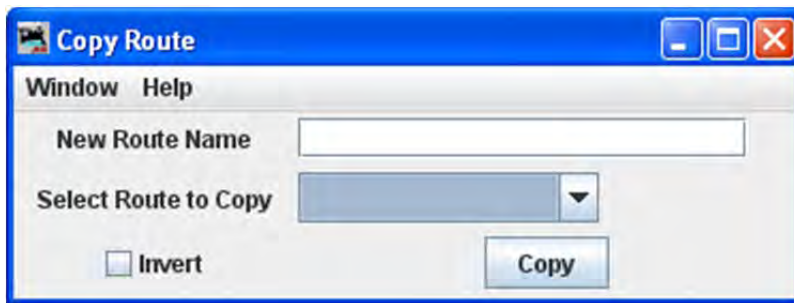 Copy Route
Window Help
New Route Name
Select Route to Copy
Invert Copy